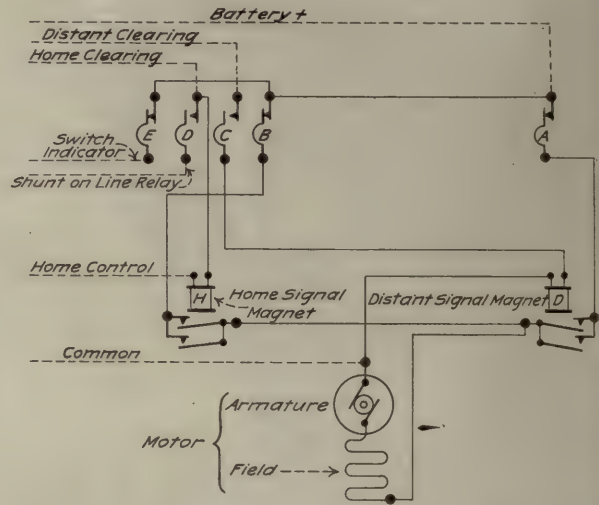 Battery +
Distant Clearing
Home Clearing
E
D
C
B
A
Switch
Indicator
Shunt on Line Relay
Home Control
H
Home Signal
Magnet
Distant Signal Magnet
D
Common
Armature
Motor
Field